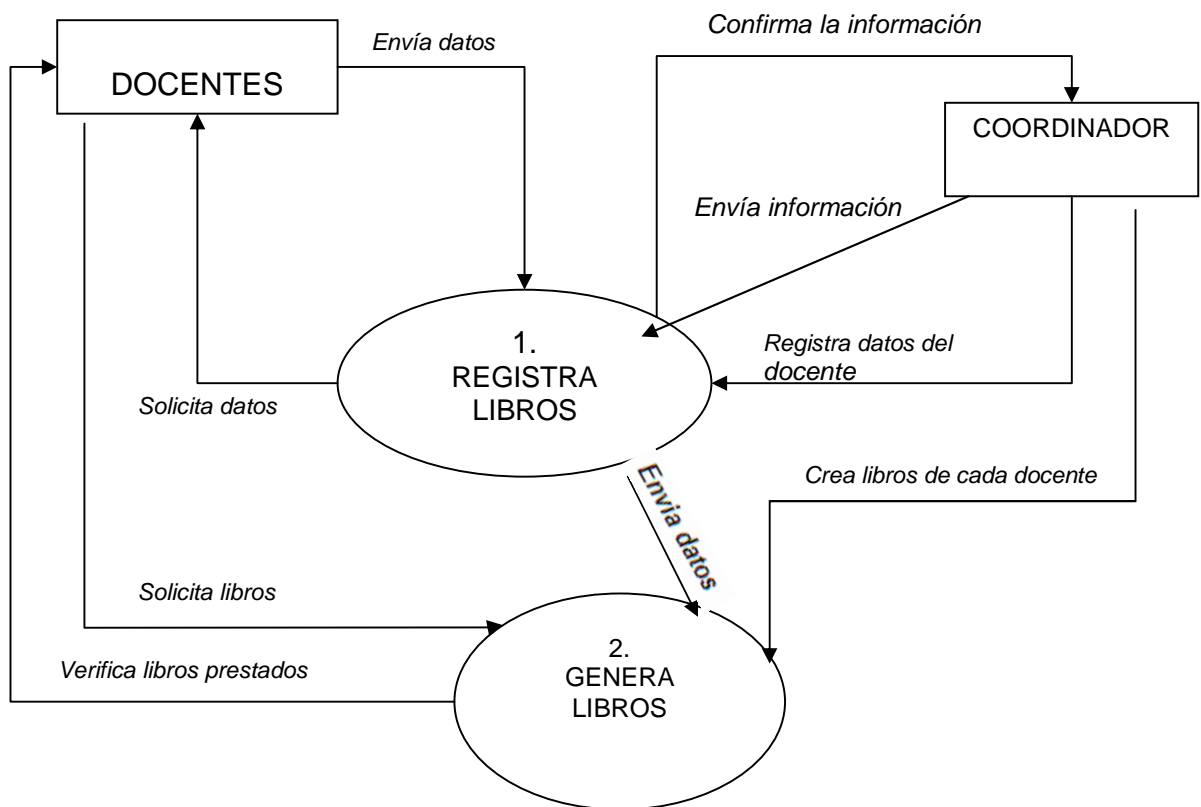 Confirma la información
Envía datos
DOCENTES
COORDINADOR
Envía información
1.
REGISTRA
LIBROS
Registra datos del
docente
Solicita datos
Crea libros de cada docente
Envia datos
Solicita libros
2.
GENERA
LIBROS
Verifica libros prestados